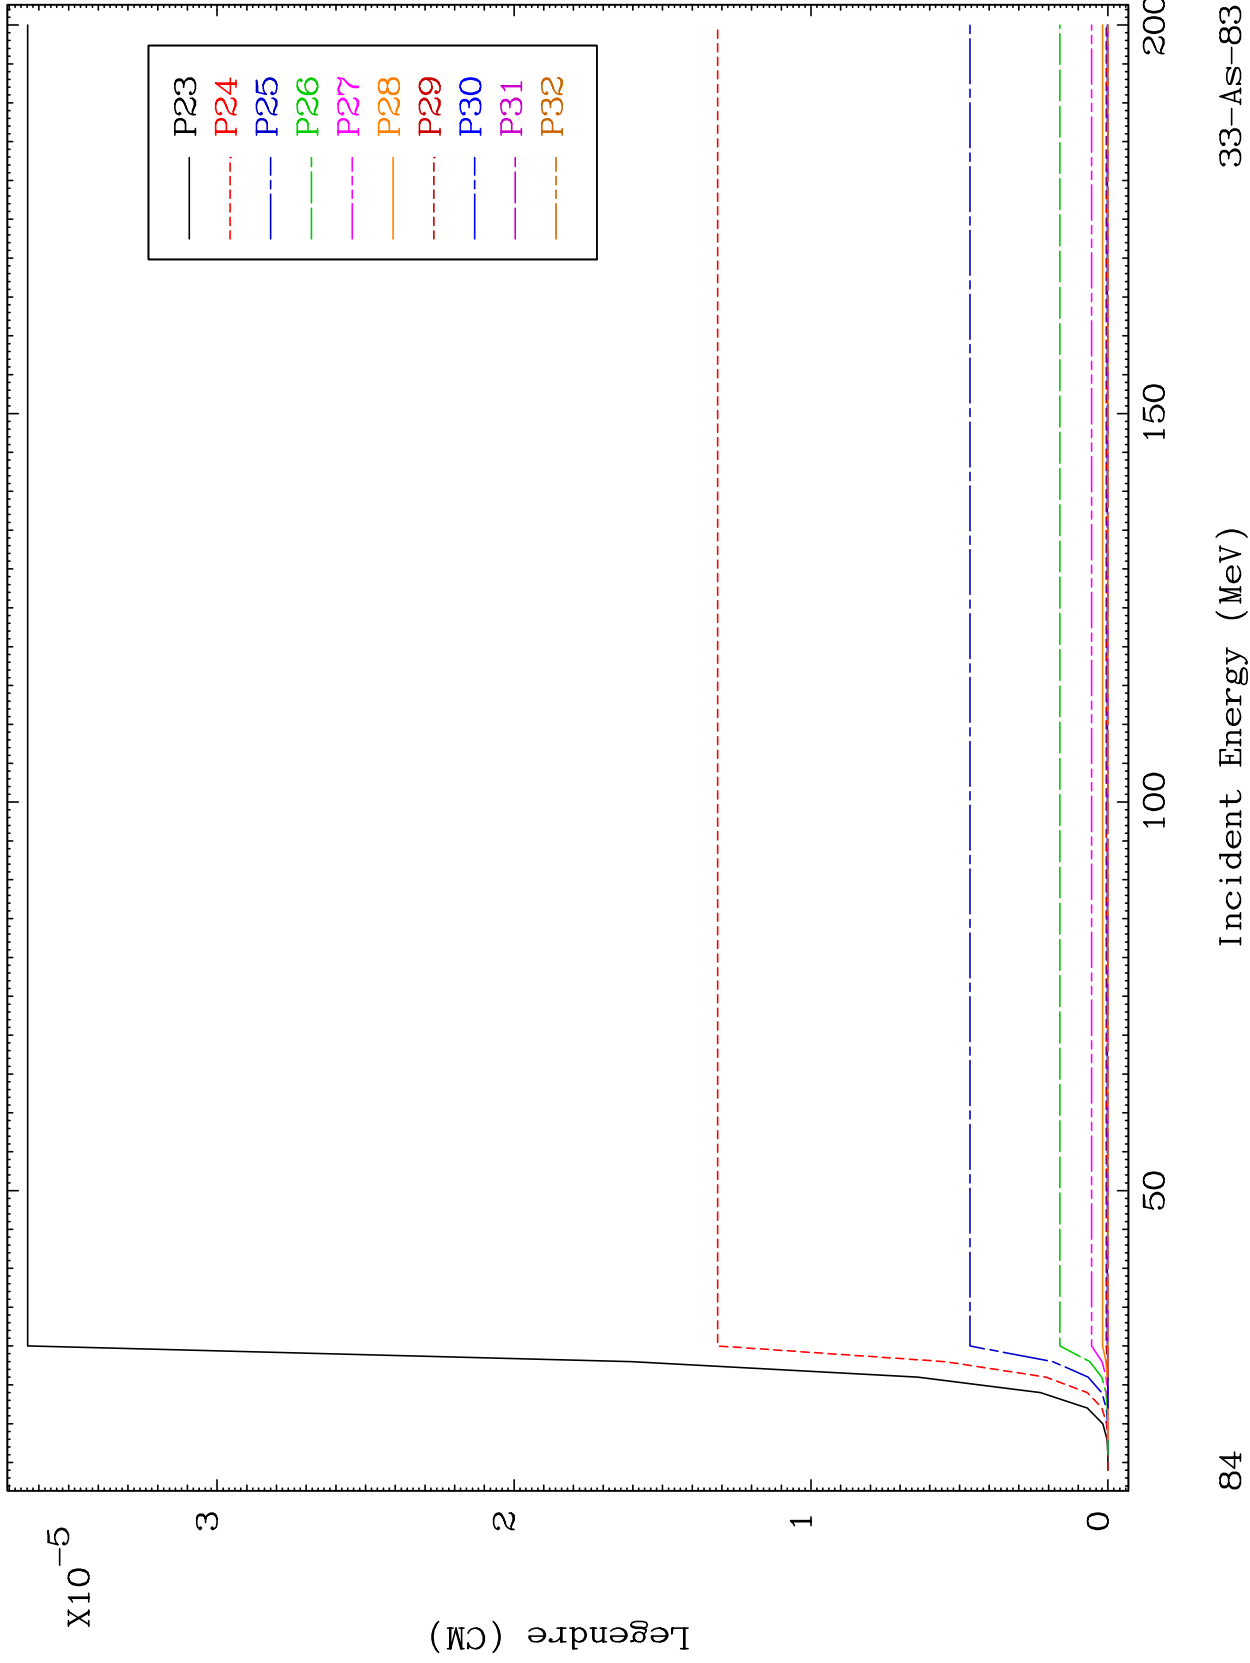 X10-5
3
2
1
0
Legendre (CM)
P23
P24
P25
P26
P27
P28
P29
P30
P31
P32
50
100
150
200
Incident Energy (MeV)
84
33-As-83